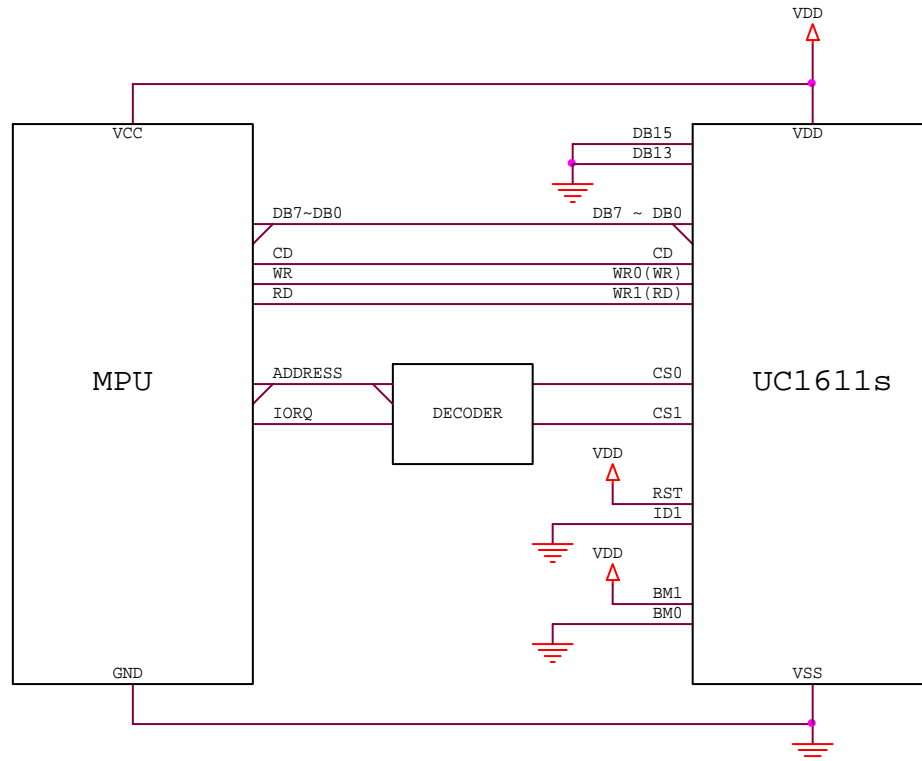 VDD
VCC
VDD
DB15
DB13
DB7~DB0
DB7 ~ DB0
CD
CD
WR
WR0(WR)
RD
WR1(RD)
MPU
ADDRESS
CS0
UC1611s
IORQ
DECODER
CS1
VDD
RST
ID1
VDD
BM1
BM0
GND
VSS